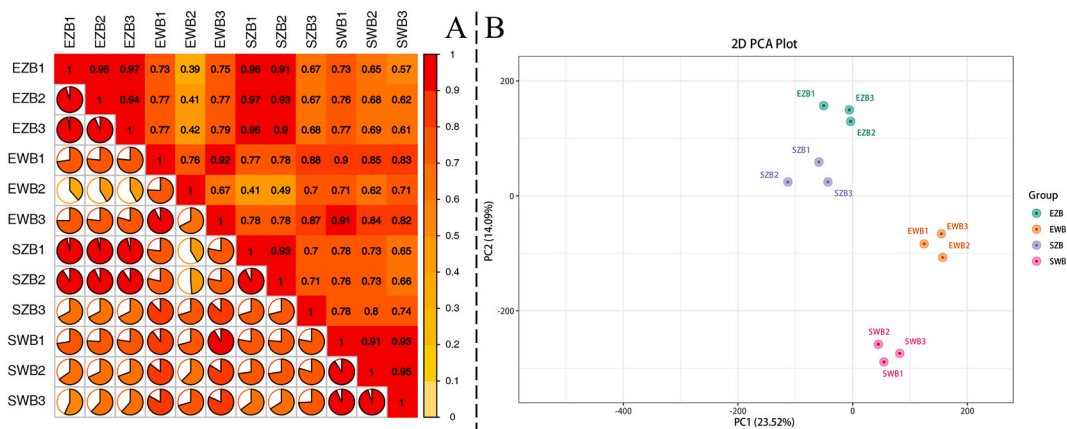 A
B
EZB1 EZB2 EZB3 EWB1 EWB2 EWB3 SZB1 SZB2 SZB3 SWB1 SWB2 SWB3
EZB1 1 0.95 0.97 0.73 0.39 0.75 0.96 0.91 0.67 0.73 0.65 0.57
EZB2 1 0.94 0.77 0.41 0.77 0.97 0.93 0.67 0.76 0.68 0.62
EZB3 1 0.77 0.42 0.79 0.96 0.9 0.68 0.77 0.69 0.61
EWB1 1 0.76 0.92 0.77 0.78 0.88 0.9 0.85 0.83
EWB2 1 0.67 0.41 0.49 0.7 0.71 0.62 0.71
EWB3 1 0.78 0.78 0.87 0.91 0.84 0.82
SZB1 1 0.93 0.7 0.78 0.73 0.65
SZB2 1 0.71 0.76 0.73 0.66
SZB3 1 0.78 0.8 0.74
SWB1 1 0.91 0.93
SWB2 1 0.95
SWB3 1
1
0.9
0.8
0.7
0.6
0.5
0.4
0.3
0.2
0.1
0
2D PCA Plot
200
0
-200
PC2 (14.09%)
EZB1 EZB3
EZB2
SZB1
SZB2
SZB3
EWB1 EWB3
EWB2
SWB2
SWB3
SWB1
-400 -200 0 200
PC1 (23.52%)
Group
EZB
EWB
SZB
SWB